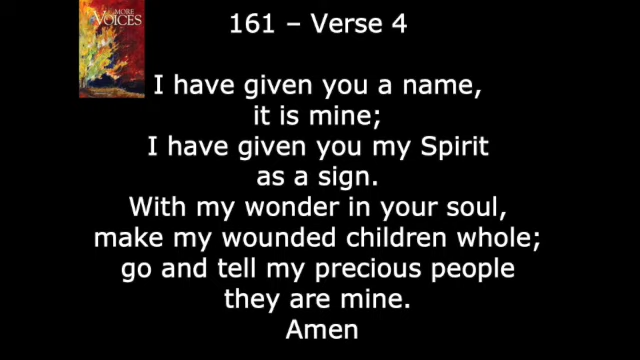 MORE
VOICES
161 – Verse 4
I have given you a name,
it is mine;
I have given you my Spirit
as a sign.
With my wonder in your soul,
make my wounded children whole;
go and tell my precious people
they are mine.
Amen